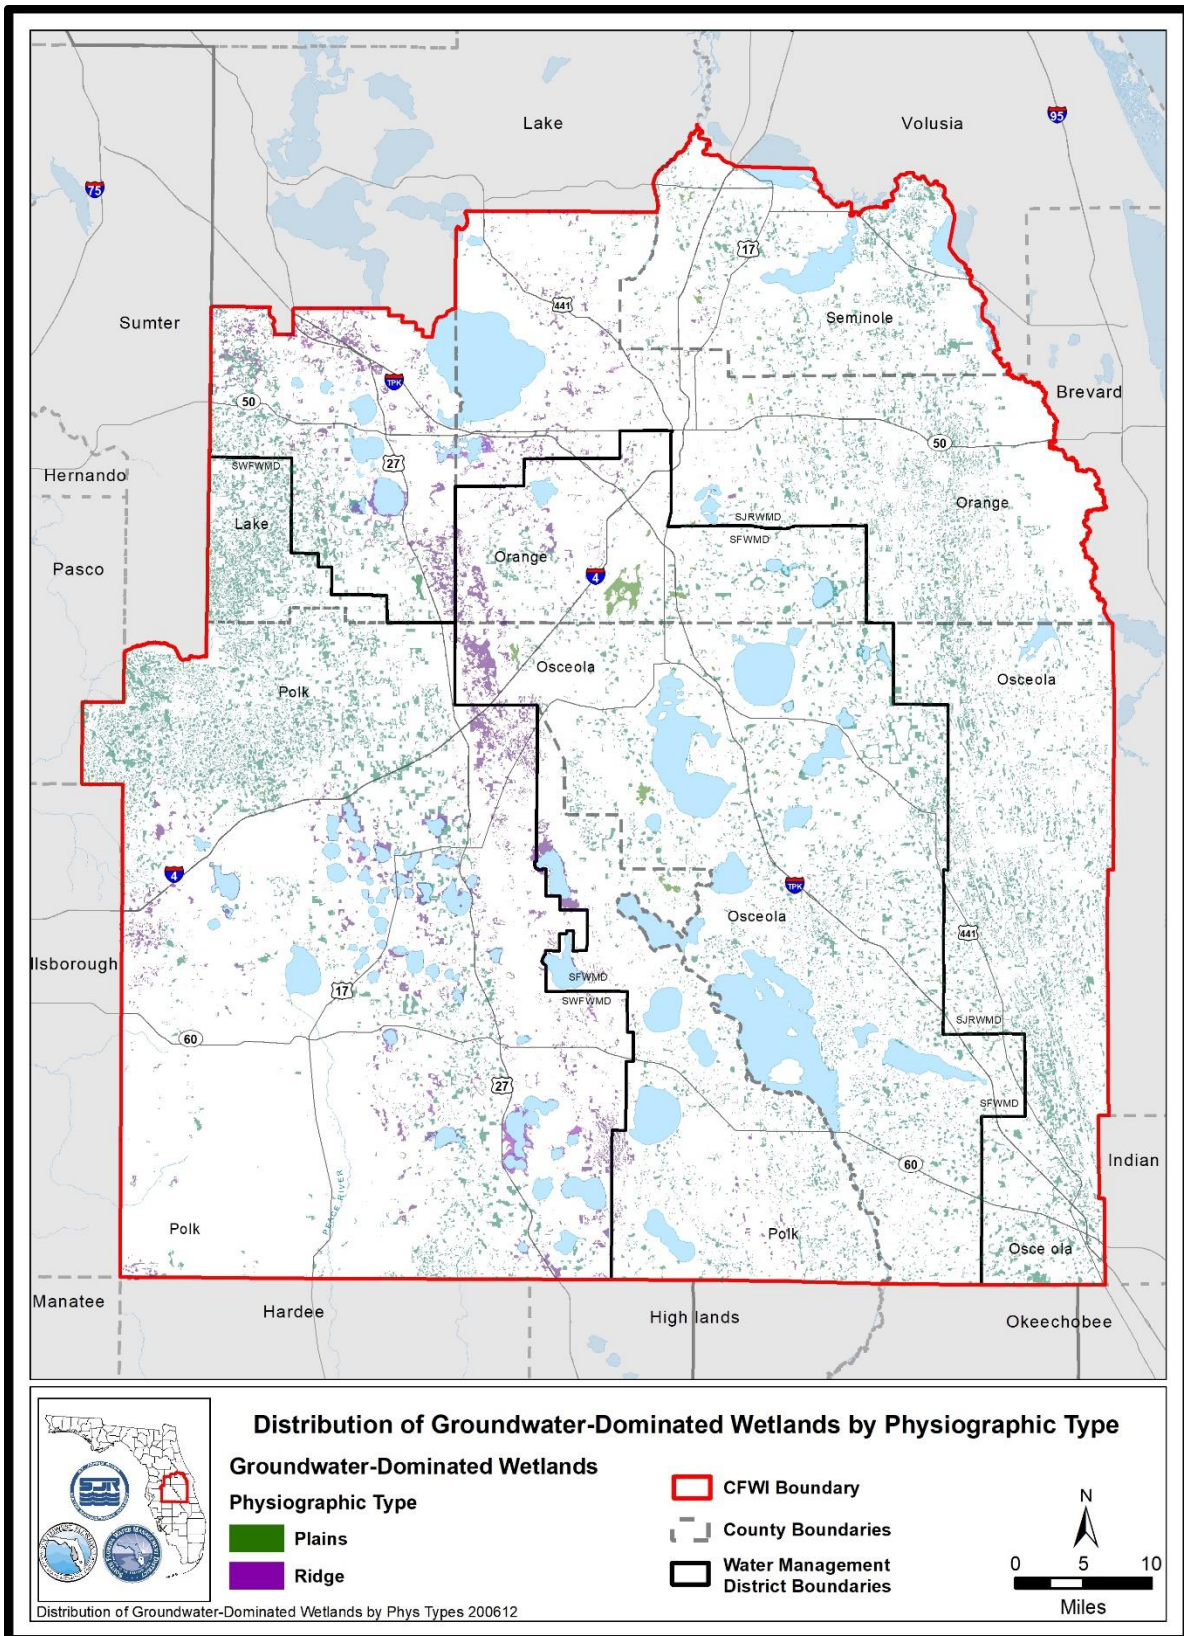 Lake
Volusia
95
75
17
441
Sumter
Seminole
TPK
50
Brevard
50
27
Hernando
SWFWMD
Lake
Orange
SJRWMD
SFWMD
Pasco
Orange
4
Osceola
Osceola
Polk
4
TPK
Osceola
441
llsborough
SFWMD
17
SWFWMD
SJRWMD
60
27
SFWMD
60
Indian
PEACE RIVER
Polk
Polk
Osce ola
Manatee
Hardee
High lands
Okeechobee
Distribution of Groundwater-Dominated Wetlands by Physiographic Type
Groundwater-Dominated Wetlands
Physiographic Type
Plains
Ridge
CFWI Boundary
County Boundaries
Water Management
District Boundaries
N
0 5 10
Miles
SJR
Distribution of Groundwater-Dominated Wetlands by Phys Types 200612